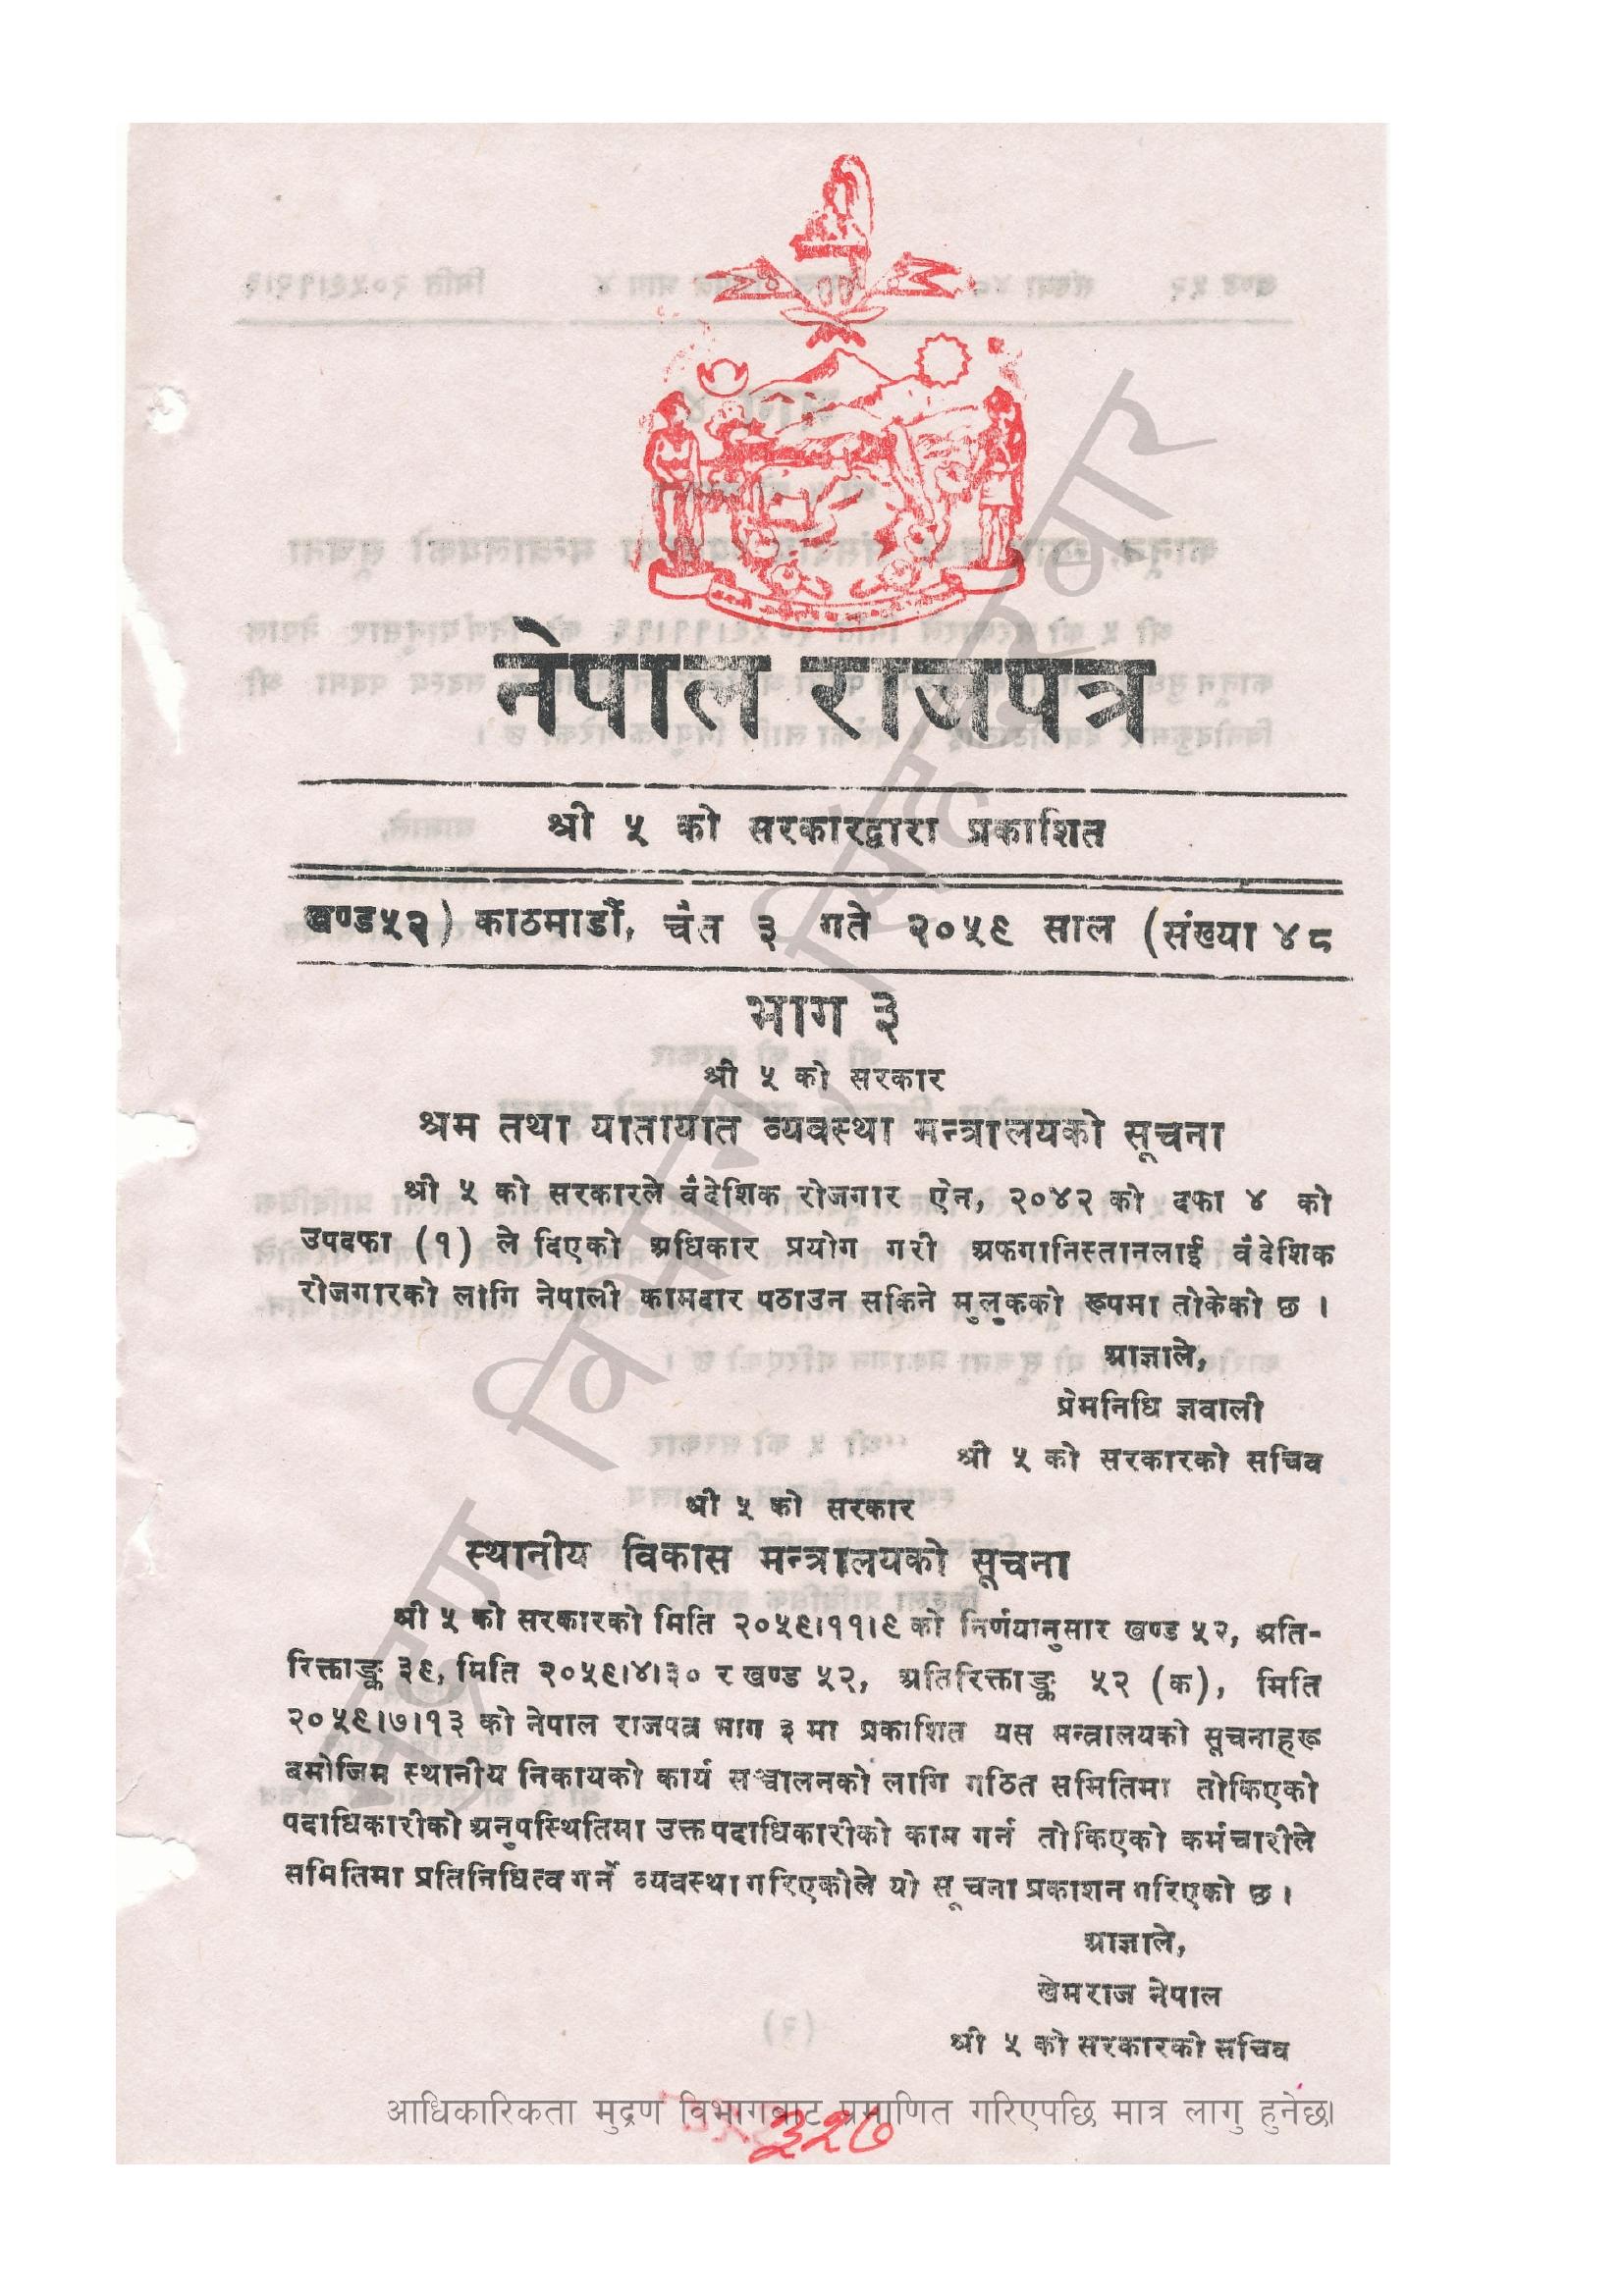 नेपाल राजपत्र
श्री ५ को सरकारद्वारा प्रकाशित
खण्ड ५२) काठमाडौं, चैत ३ गते २०५९ साल (संख्या ४८
भाग ३
श्री ५ को सरकार
श्रम तथा यातायात व्यवस्था मन्त्रालयको सूचना
श्री ५ को सरकारले वैदेशिक रोजगार ऐन, २०४२ को दफा ४ को
उपदफा (१) ले दिएको अधिकार प्रयोग गरी अफगानिस्तानलाई वैदेशिक
रोजगारको लागि नेपाली कामदार पठाउन सकिने मुलुकको रूपमा तोकेको छ ।
आज्ञाले,
प्रेमनिधि ज्ञवाली
श्री ५ को सरकारको सचिव
श्री ५ को सरकार
स्थानीय विकास मन्त्रालयको सूचना
श्री ५ को सरकारको मिति २०५९।११।९ को निर्णयानुसार खण्ड ५२, अति-
रिक्ताङ्क ३९, मिति २०५९।४।३० र खण्ड ५२, अतिरिक्ताङ्क ५२ (क), मिति
२०५९।७।१३ को नेपाल राजपत्र भाग ३ मा प्रकाशित यस मन्त्रालयको सूचनाहरू
बमोजिम स्थानीय निकायको कार्य सञ्चालनको लागि गठित समितिमा तोकिएको
पदाधिकारीको अनुपस्थितिमा उक्त पदाधिकारीको काम गर्न तोकिएको कर्मचारीले
समितिमा प्रतिनिधित्व गर्ने व्यवस्था गरिएकोले यो सूचना प्रकाशन गरिएको छ ।
आज्ञाले,
खेमराज नेपाल
श्री ५ को सरकारको सचिव
आधिकारिकता मुद्रण विभागबाट प्रमाणित गरिएपछि मात्र लागु हुनेछ।
३२७